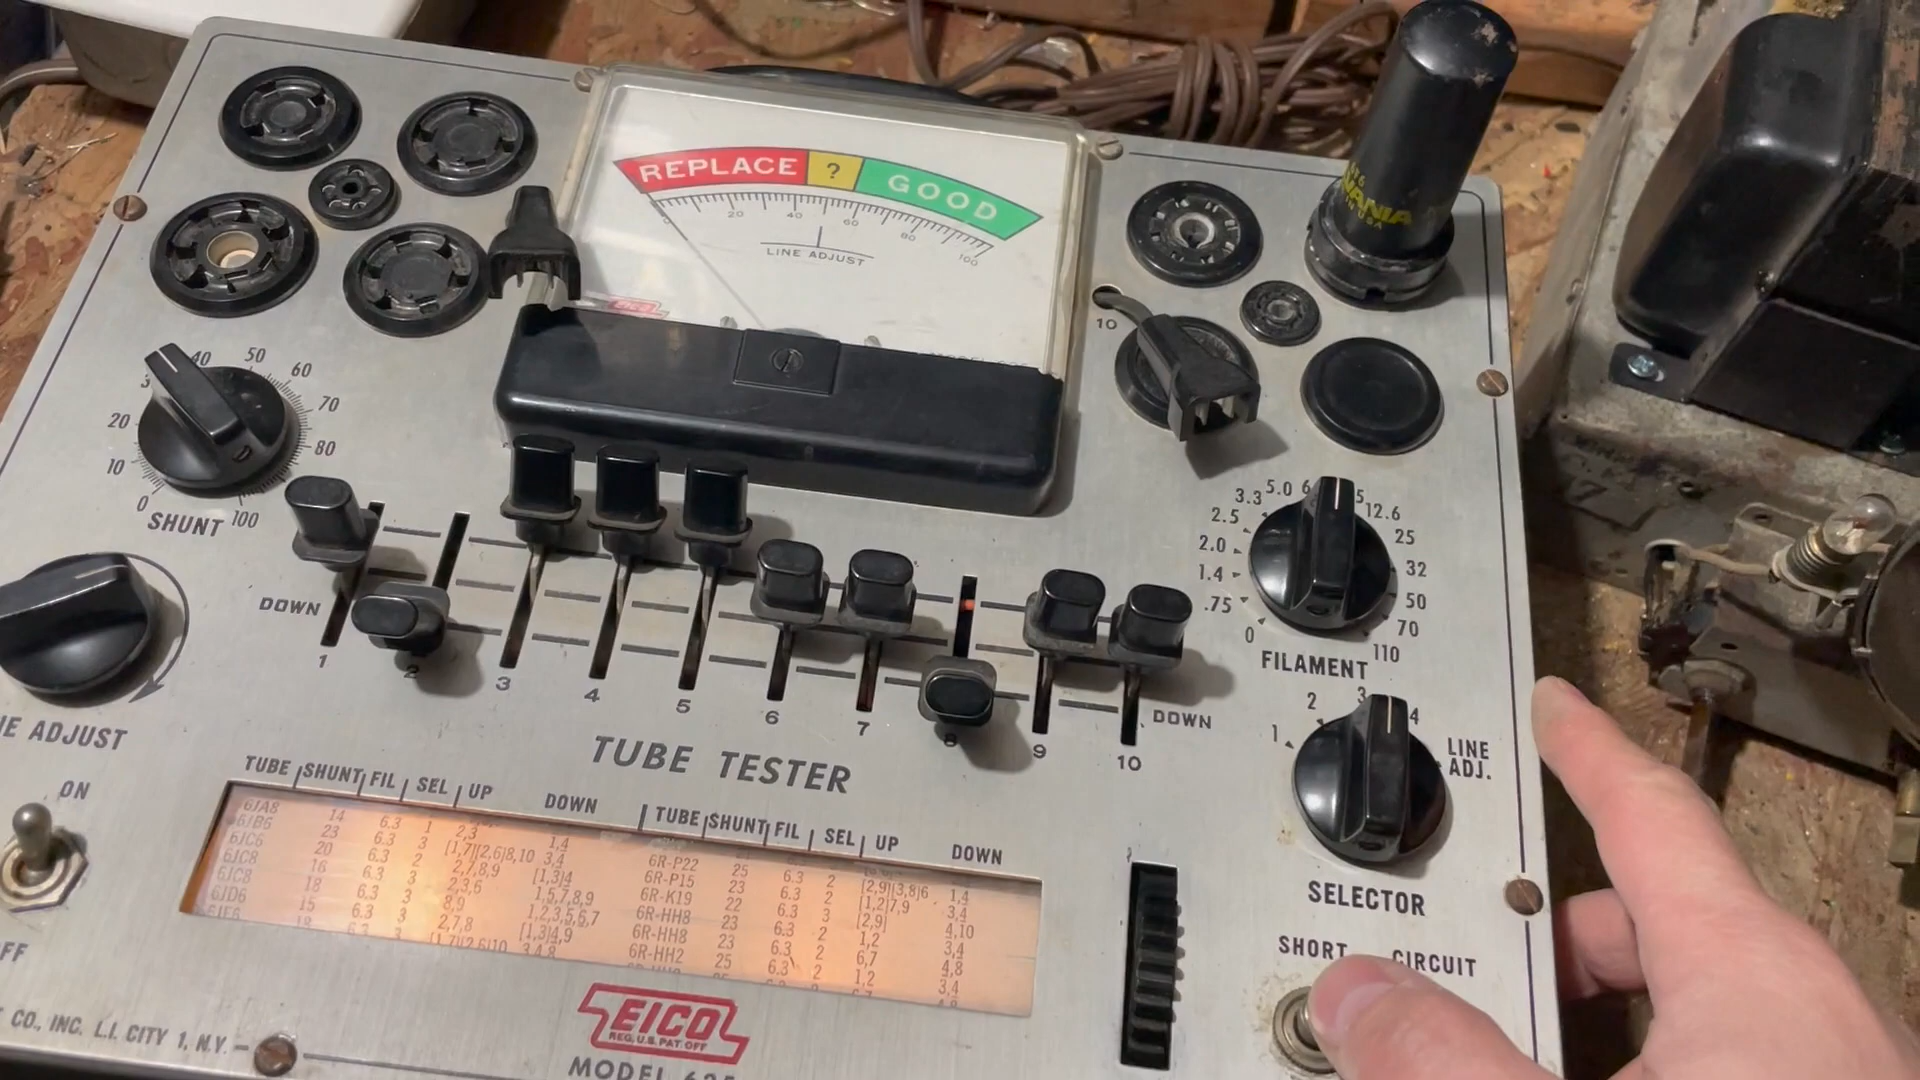 REPLACE ? GOOD
0 20 40 60 80 100
LINE ADJUST
EICO
VANIA
10
40 50 60 70 80 100 0 10 20
SHUNT
3.3 5.0 6 5 12.6 25 32 50 70 110
2.5 2.0 1.4 .75 0
FILAMENT
DOWN
1 2 3 4 5 6 7 8 9 10
DOWN
1 2 3 4 LINE ADJ.
SELECTOR
E ADJUST
TUBE TESTER
ON
FF
TUBE SHUNT FIL SEL UP DOWN TUBE SHUNT FIL SEL UP DOWN
6JA8 14 6.3 1 2,3 1,4
6JB6 23 6.3 3 [1,7][2,6]8,10 3,4
6JC6 20 6.3 2 2,7,8,9 [1,3]4
6JC8 16 6.3 3 2,3,6 1,5,7,8,9
6JC8 18 6.3 3 8,9 1,2,3,5,6,7
6JD6 15 6.3 3 2,7,8 [1,3]4,9
6JE6 18
6R-P22 25 6.3 2 [2,9][3,8]6 1,4
6R-P15 23 6.3 2 [1,2]7,9 3,4
6R-K19 22 6.3 3 [2,9] 4,10
6R-HH8 23 6.3 2 1,2 3,4
6R-HH8 23 6.3 2 6,7 4,8
6R-HH2 25 6.3 2 1,2 3,4
SHORT CIRCUIT
CO., INC. L.I. CITY 1, N.Y.
EICO
REG. U.S. PAT. OFF.
MODEL